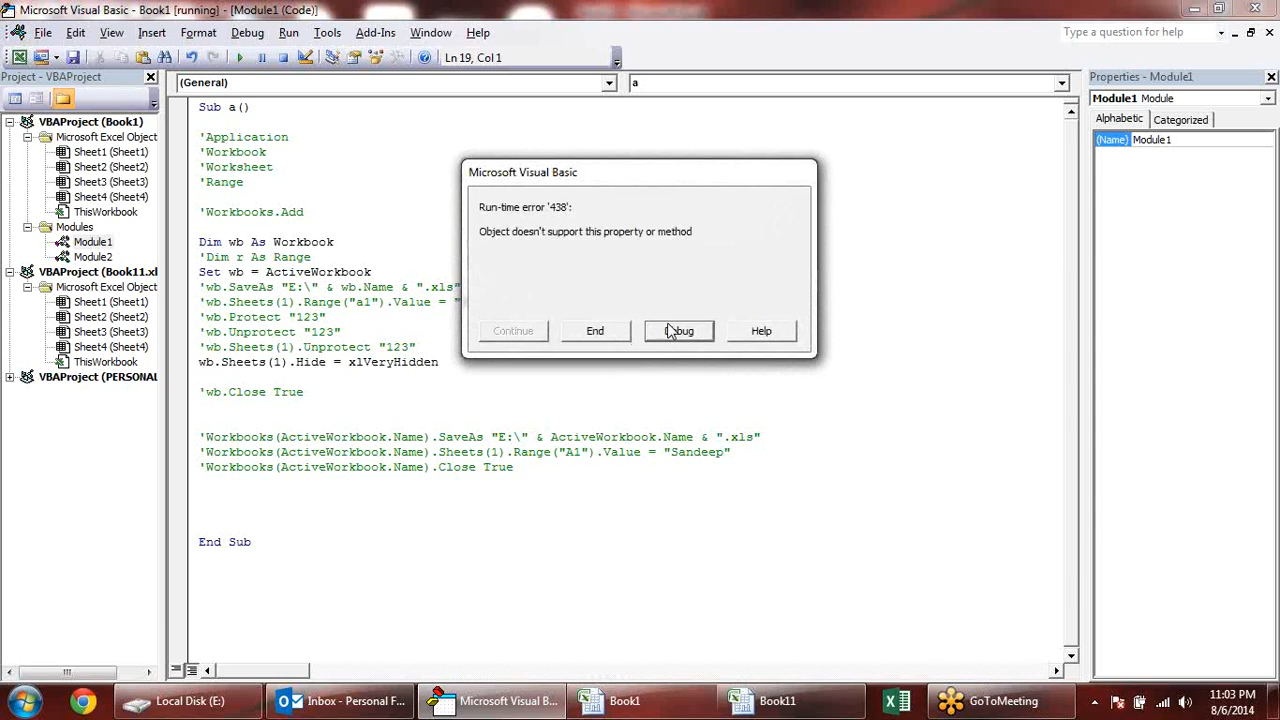 Microsoft Visual Basic - Book1 [running] - [Module1 (Code)]
File Edit View Insert Format Debug Run Tools Add-Ins Window Help
Type a question for help
Ln 19, Col 1
Project - VBAProject
VBAProject (Book1)
Microsoft Excel Object
Sheet1 (Sheet1)
Sheet2 (Sheet2)
Sheet3 (Sheet3)
Sheet4 (Sheet4)
ThisWorkbook
Modules
Module1
Module2
VBAProject (Book11.xl
Microsoft Excel Object
Sheet1 (Sheet1)
Sheet2 (Sheet2)
Sheet3 (Sheet3)
Sheet4 (Sheet4)
ThisWorkbook
VBAProject (PERSONAL
(General)
a
Sub a()
'Application
'Workbook
'Worksheet
'Range
'Workbooks.Add
Dim wb As Workbook
'Dim r As Range
Set wb = ActiveWorkbook
'wb.SaveAs "E:\" & wb.Name & ".xls"
'wb.Sheets(1).Range("a1").Value = "
'wb.Protect "123"
'wb.Unprotect "123"
'wb.Sheets(1).Unprotect "123"
wb.Sheets(1).Hide = xlVeryHidden
'wb.Close True
'Workbooks(ActiveWorkbook.Name).SaveAs "E:\" & ActiveWorkbook.Name & ".xls"
'Workbooks(ActiveWorkbook.Name).Sheets(1).Range("A1").Value = "Sandeep"
'Workbooks(ActiveWorkbook.Name).Close True
End Sub
Microsoft Visual Basic
Run-time error '438':
Object doesn't support this property or method
Continue End Debug Help
Properties - Module1
Module1 Module
Alphabetic Categorized
(Name) Module1
Local Disk (E:) Inbox - Personal F... Microsoft Visual B... Book1 Book11 GoToMeeting
11:03 PM
8/6/2014